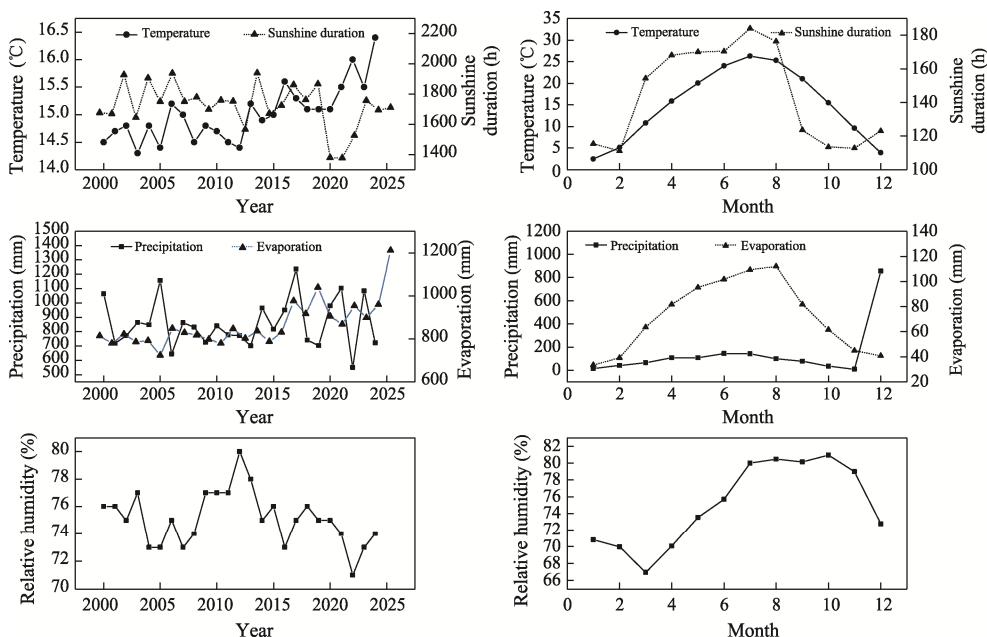 Temperature Sunshine duration
16.5
16.0
15.5
15.0
14.5
14.0
Temperature (℃)
2200
2000
1800
1600
1400
Sunshine
duration (h)
2000 2005 2010 2015 2020 2025
Year
Temperature Sunshine duration
35
30
25
20
15
10
5
0
Temperature (℃)
180
160
140
120
100
Sunshine
duration (h)
0 2 4 6 8 10 12
Month
Precipitation Evaporation
1500
1400
1300
1200
1100
1000
900
800
700
600
500
Precipitation (mm)
1200
1000
800
600
Evaporation (mm)
2000 2005 2010 2015 2020 2025
Year
Precipitation Evaporation
1200
1000
800
600
400
200
0
Precipitation (mm)
140
120
100
80
60
40
20
Evaporation (mm)
0 2 4 6 8 10 12
Month
80
78
76
74
72
70
Relative humidity (%)
2000 2005 2010 2015 2020 2025
Year
82
80
78
76
74
72
70
68
66
Relative humidity (%)
0 2 4 6 8 10 12
Month